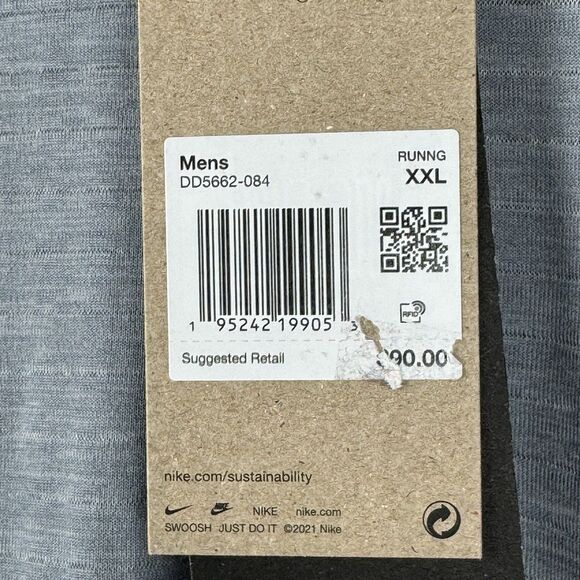 Mens RUNNG
DD5662-084 XXL
1 95242 19905 3
RFID
Suggested Retail $90.00
nike.com/sustainability
NIKE nike.com
SWOOSH JUST DO IT ©2021 Nike